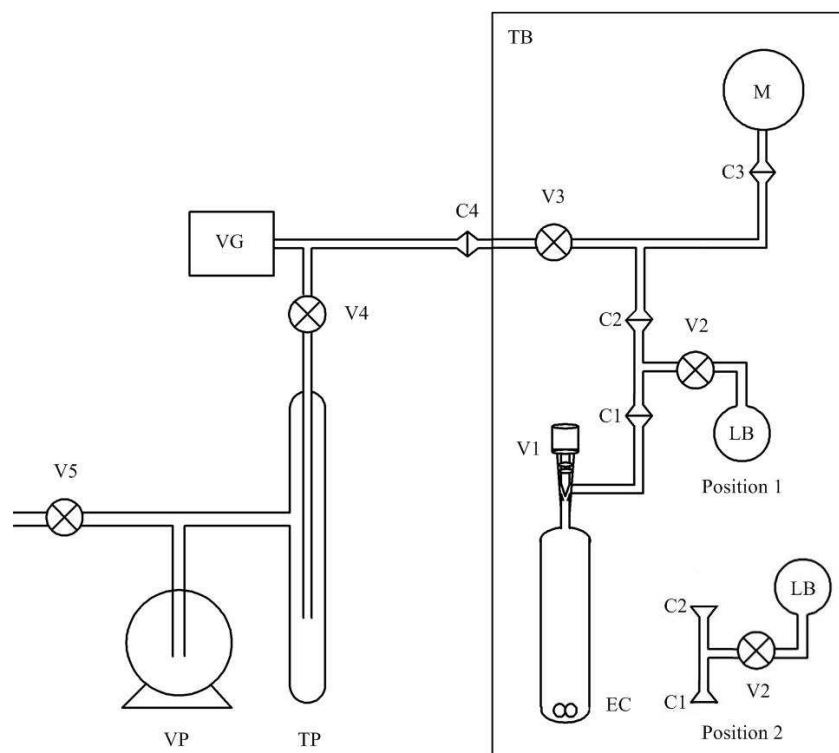 TB
M
C3
C4
V3
VG
V4
C2
V2
C1
LB
V1
Position 1
V5
LB
C2
V2
C1
EC
Position 2
VP
TP